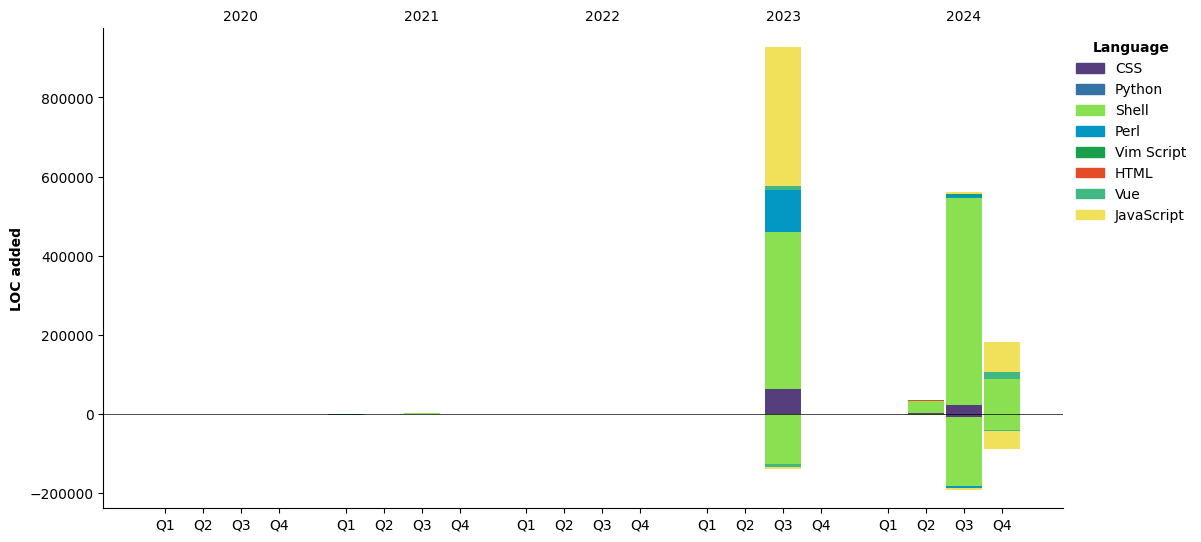 2020 2021 2022 2023 2024
Language
CSS
Python
Shell
Perl
Vim Script
HTML
Vue
JavaScript
LOC added
800000
600000
400000
200000
0
−200000
Q1 Q2 Q3 Q4 Q1 Q2 Q3 Q4 Q1 Q2 Q3 Q4 Q1 Q2 Q3 Q4 Q1 Q2 Q3 Q4